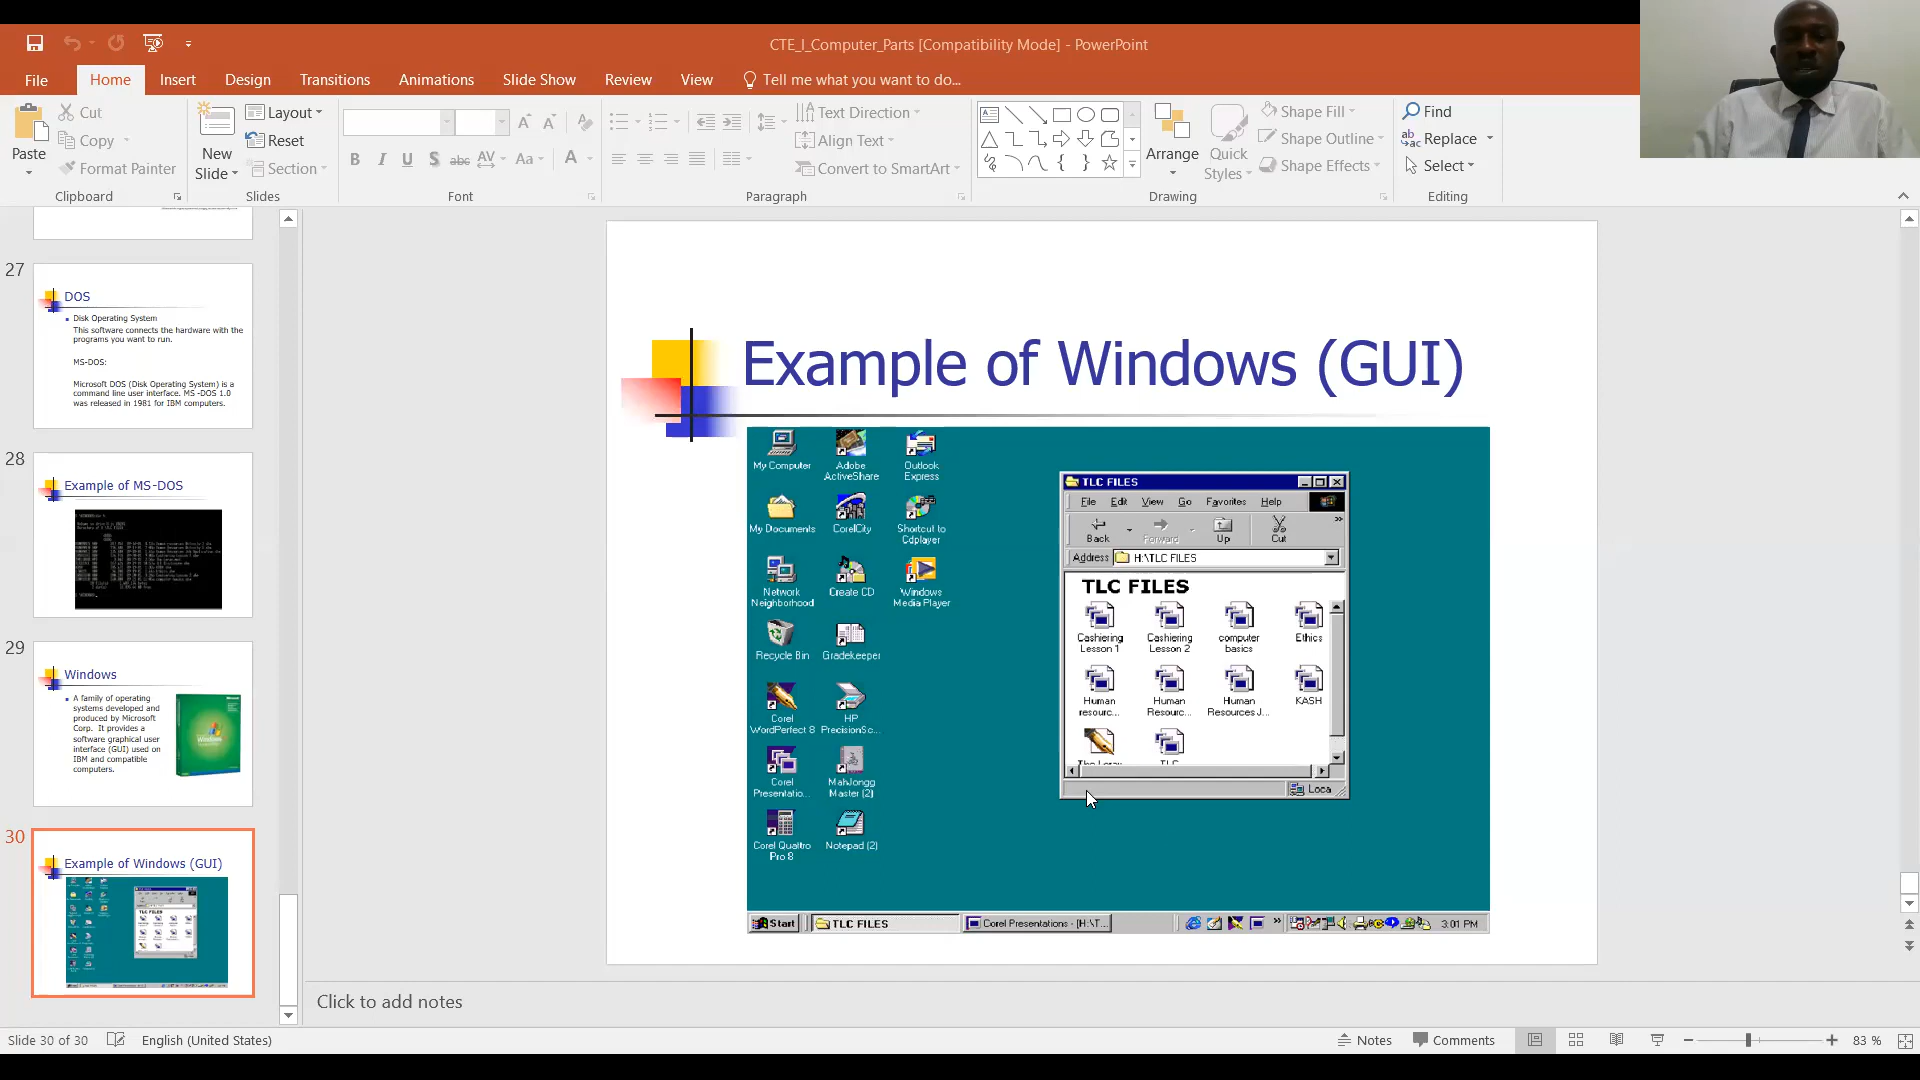 CTE_I_Computer_Parts [Compatibility Mode] - PowerPoint
File Home Insert Design Transitions Animations Slide Show Review View Tell me what you want to do...
Paste
Cut
Copy
Format Painter
Clipboard
New
Slide
Layout
Reset
Section
Slides
B I U S abc AV Aa A
Font
Text Direction
Align Text
Convert to SmartArt
Paragraph
Arrange
Quick
Styles
Shape Fill
Shape Outline
Shape Effects
Drawing
Find
Replace
Select
Editing
27
DOS
Disk Operating System
This software connects the hardware with the
programs you want to run.
MS-DOS:
Microsoft DOS (Disk Operating System) is a
command line user interface. MS -DOS 1.0
was released in 1981 for IBM computers.
28
Example of MS-DOS
29
Windows
A family of operating
systems developed and
produced by Microsoft
Corp. It provides a
software graphical user
interface (GUI) used on
IBM and compatible
computers.
30
Example of Windows (GUI)
Example of Windows (GUI)
My Computer
Adobe
ActiveShare
Outlook
Express
My Documents
CorelCity
Shortcut to
Cdplayer
Network
Neighborhood
Create CD
Windows
Media Player
Recycle Bin
Gradekeeper
Corel
WordPerfect 8
HP
PrecisionSc...
Corel
Presentatio...
MahJongg
Master (2)
Corel Quattro
Pro 8
Notepad (2)
TLC FILES
File Edit View Go Favorites Help
Back Forward Up Cut
Address H:\TLC FILES
TLC FILES
Cashiering
Lesson 1
Cashiering
Lesson 2
computer
basics
Ethics
Human
resourc...
Human
Resourc...
Human
Resources J...
KASH
Loca
Start TLC FILES Corel Presentations - [H:\T... 3:01 PM
Click to add notes
Slide 30 of 30 English (United States) Notes Comments 83 %